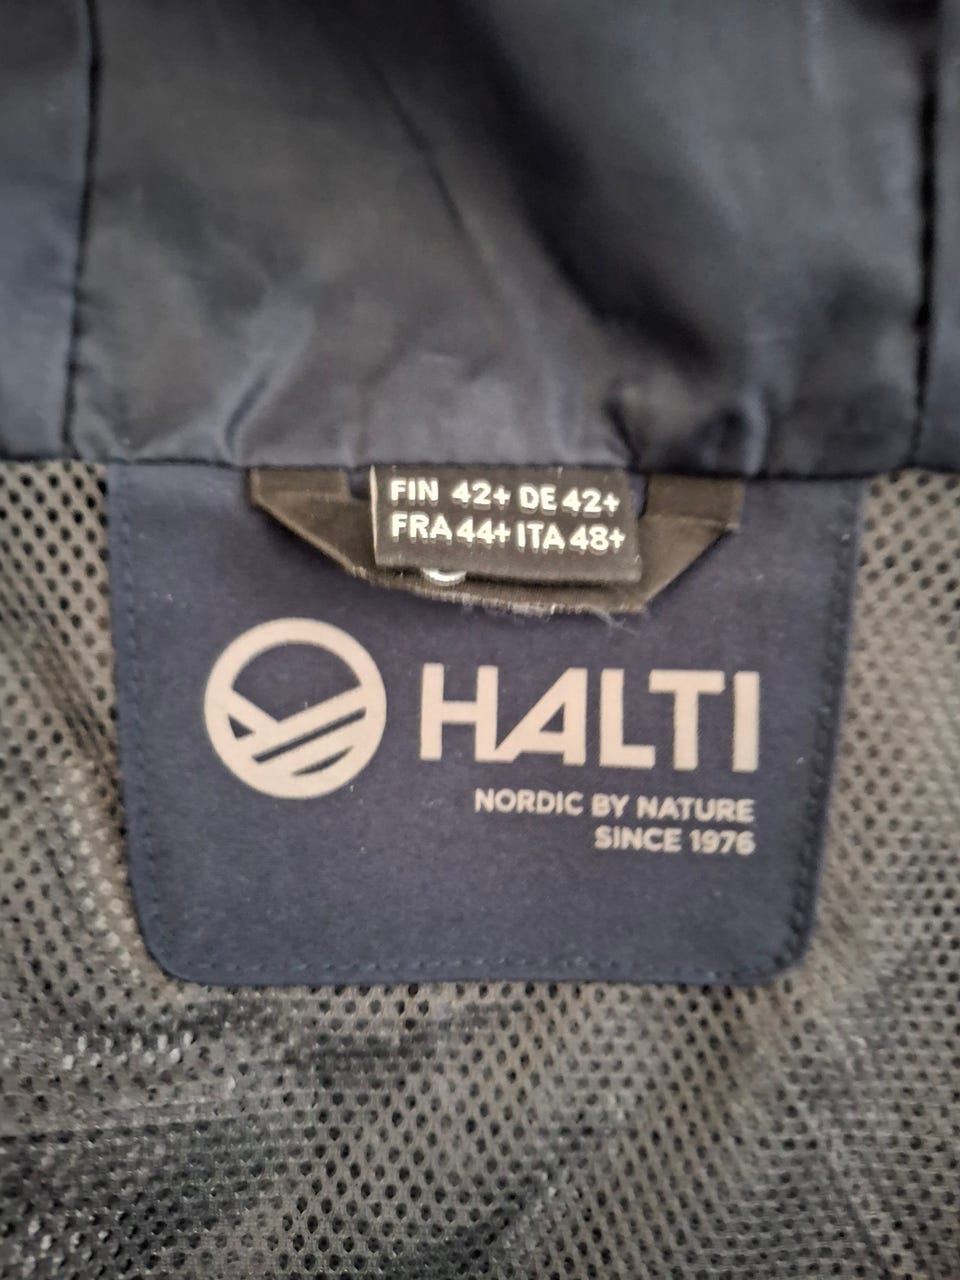 FIN 42+ DE 42+
FRA 44+ ITA 48+
HALTI
NORDIC BY NATURE
SINCE 1976